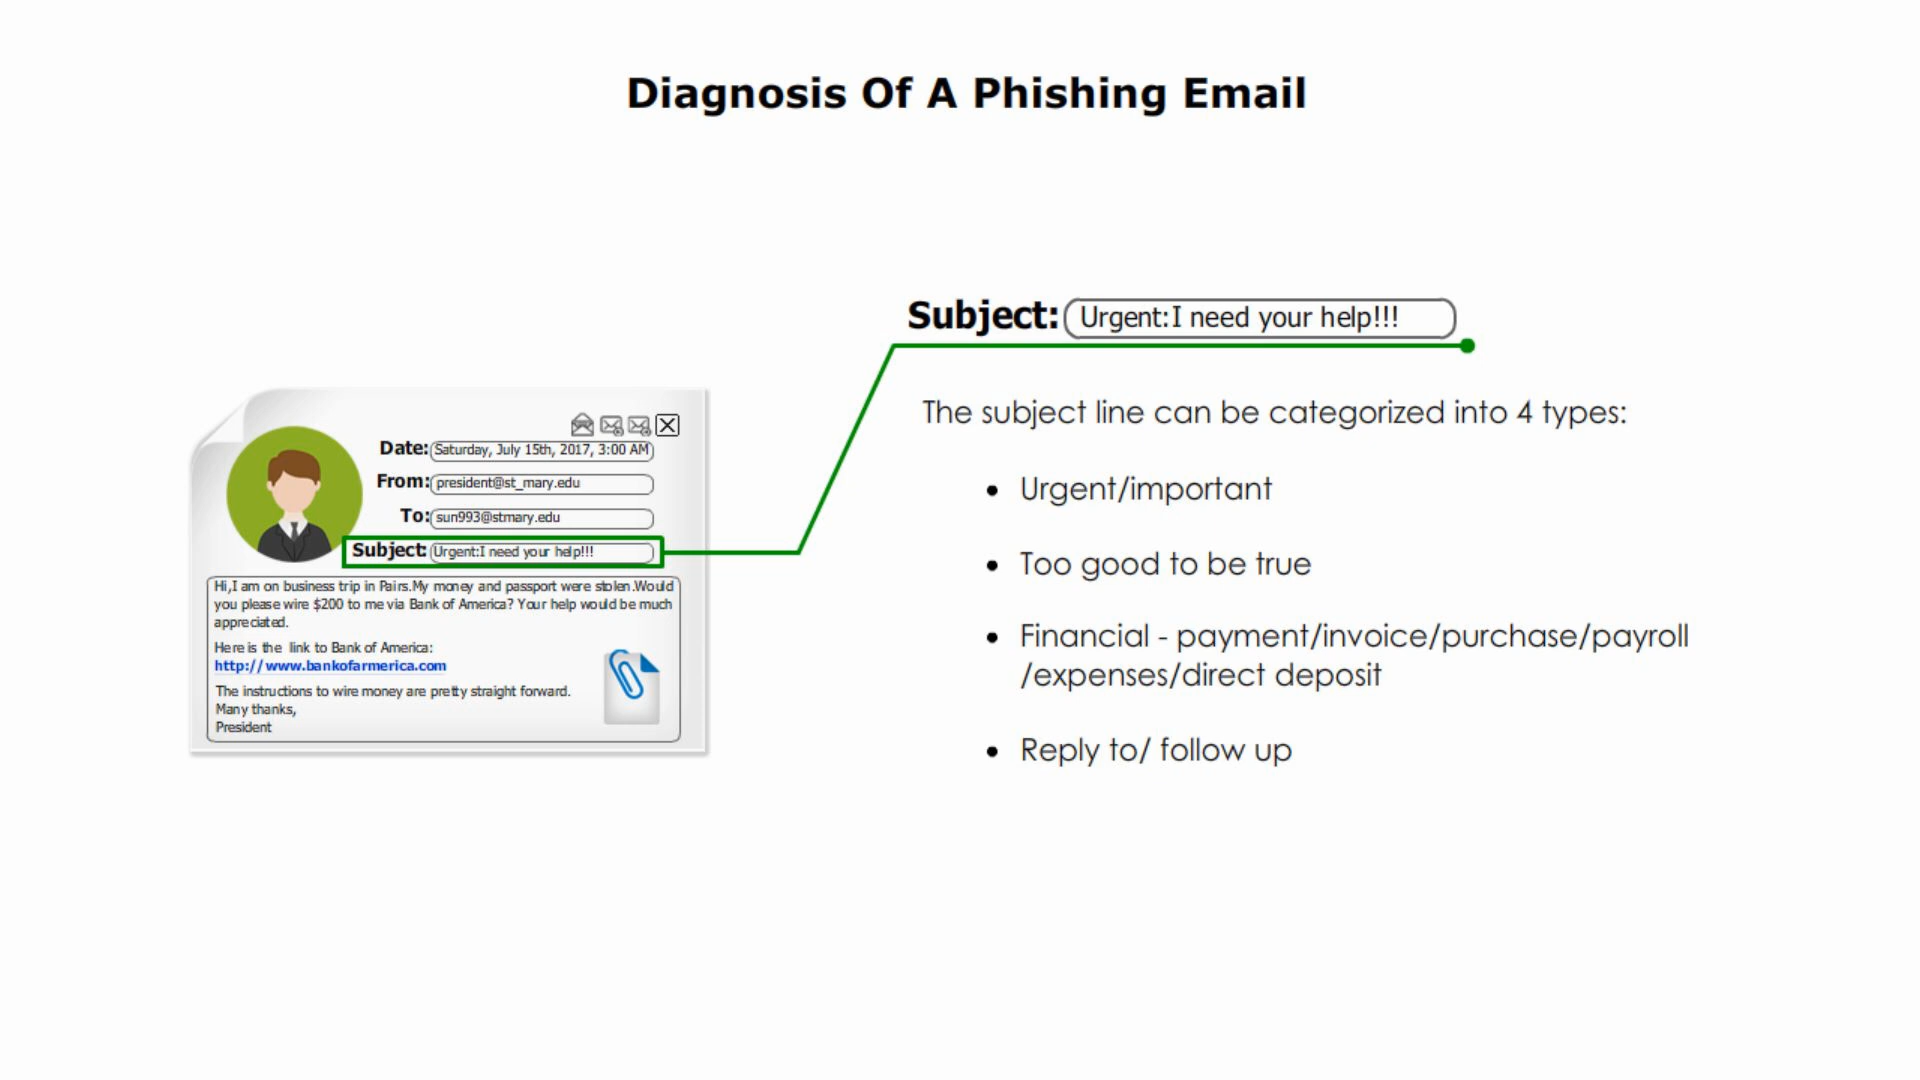 Diagnosis Of A Phishing Email
Subject: Urgent:I need your help!!!
The subject line can be categorized into 4 types:
• Urgent/important
• Too good to be true
• Financial - payment/invoice/purchase/payroll
/expenses/direct deposit
• Reply to/ follow up
Date: Saturday, July 15th, 2017, 3:00 AM
From: president@st_mary.edu
To: sun993@stmary.edu
Subject: Urgent:I need your help!!!
Hi,I am on business trip in Pairs.My money and passport were stolen.Would
you please wire $200 to me via Bank of America? Your help would be much
appreciated.
Here is the link to Bank of America:
http://www.bankofarmerica.com
The instructions to wire money are pretty straight forward.
Many thanks,
President